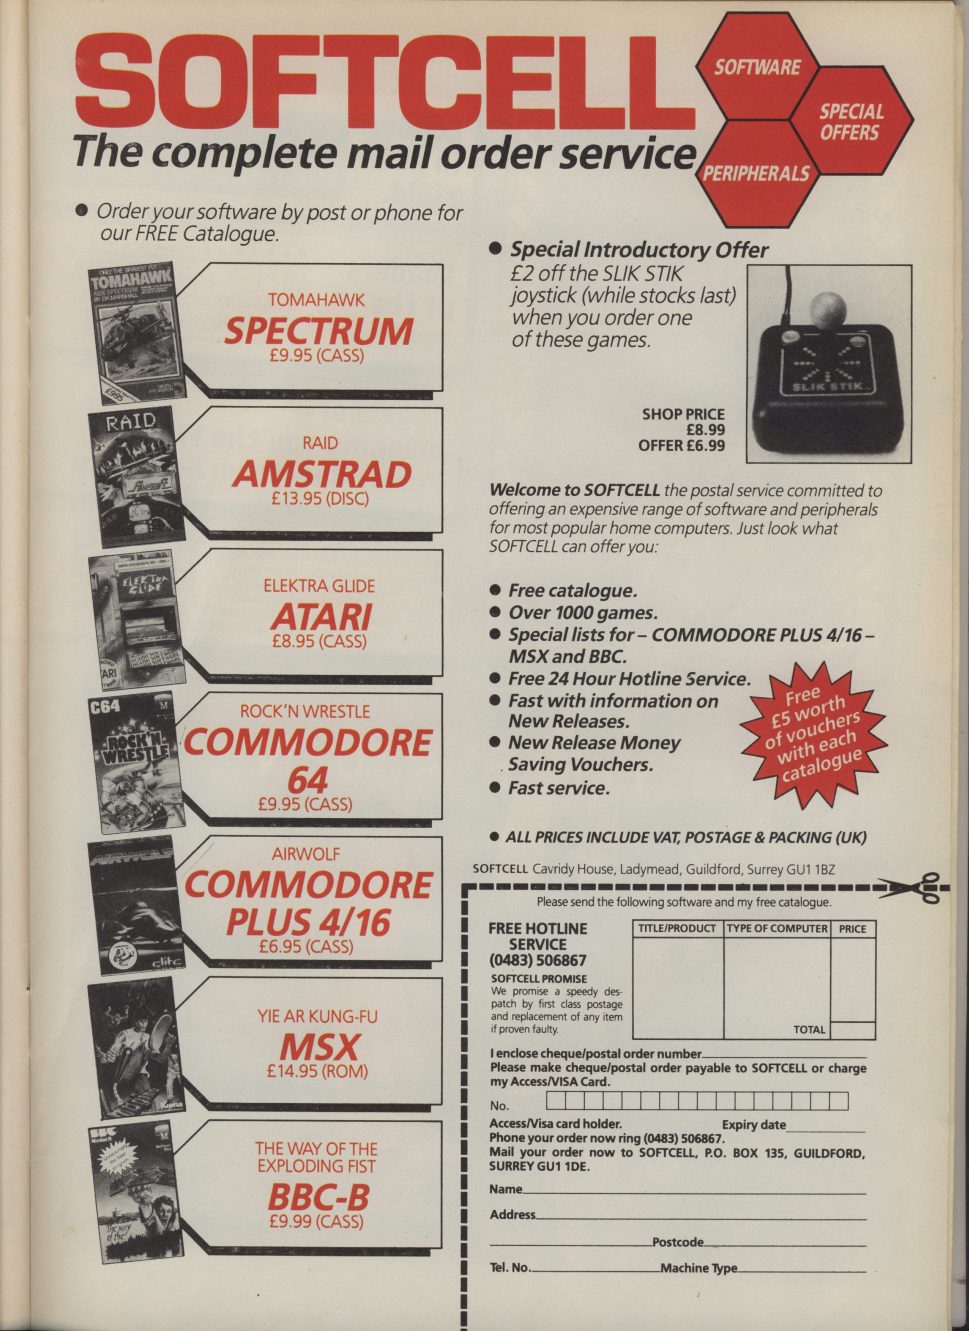 SOFTCELL
The complete mail order service
SOFTWARE
SPECIAL
OFFERS
PERIPHERALS
● Order your software by post or phone for
our FREE Catalogue.
ONLY THE BRAVEST FLY
TOMAHAWK
BY D.K. MARSHALL
£9.95
TOMAHAWK
SPECTRUM
£9.95 (CASS)
RAID
RAID
AMSTRAD
£13.95 (DISC)
ELEKTRA
GLIDE
ELEKTRA GLIDE
ATARI
£8.95 (CASS)
C64
ROCK'N
WRESTLE
ROCK'N WRESTLE
COMMODORE
64
£9.95 (CASS)
AIRWOLF
elite
AIRWOLF
COMMODORE
PLUS 4/16
£6.95 (CASS)
YIE AR KUNG-FU
MSX
£14.95 (ROM)
BBC
THE WAY OF THE
EXPLODING FIST
BBC-B
£9.99 (CASS)
● Special Introductory Offer
£2 off the SLIK STIK
joystick (while stocks last)
when you order one
of these games.
SLIK STIK
SHOP PRICE
£8.99
OFFER £6.99
Welcome to SOFTCELL the postal service committed to
offering an expensive range of software and peripherals
for most popular home computers. Just look what
SOFTCELL can offer you:
● Free catalogue.
● Over 1000 games.
● Special lists for – COMMODORE PLUS 4/16 –
MSX and BBC.
● Free 24 Hour Hotline Service.
● Fast with information on
New Releases.
● New Release Money
Saving Vouchers.
● Fast service.
Free
£5 worth
of vouchers
with each
catalogue
● ALL PRICES INCLUDE VAT, POSTAGE & PACKING (UK)
SOFTCELL Cavridy House, Ladymead, Guildford, Surrey GU1 1BZ
Please send the following software and my free catalogue.
FREE HOTLINE
SERVICE
(0483) 506867
SOFTCELL PROMISE
We promise a speedy des-
patch by first class postage
and replacement of any item
if proven faulty.
TITLE/PRODUCT TYPE OF COMPUTER PRICE
TOTAL
I enclose cheque/postal order number
Please make cheque/postal order payable to SOFTCELL or charge
my Access/VISA Card.
No.
Access/Visa card holder. Expiry date
Phone your order now ring (0483) 506867.
Mail your order now to SOFTCELL, P.O. BOX 135, GUILDFORD,
SURREY GU1 1DE.
Name
Address
Postcode
Tel. No. Machine Type